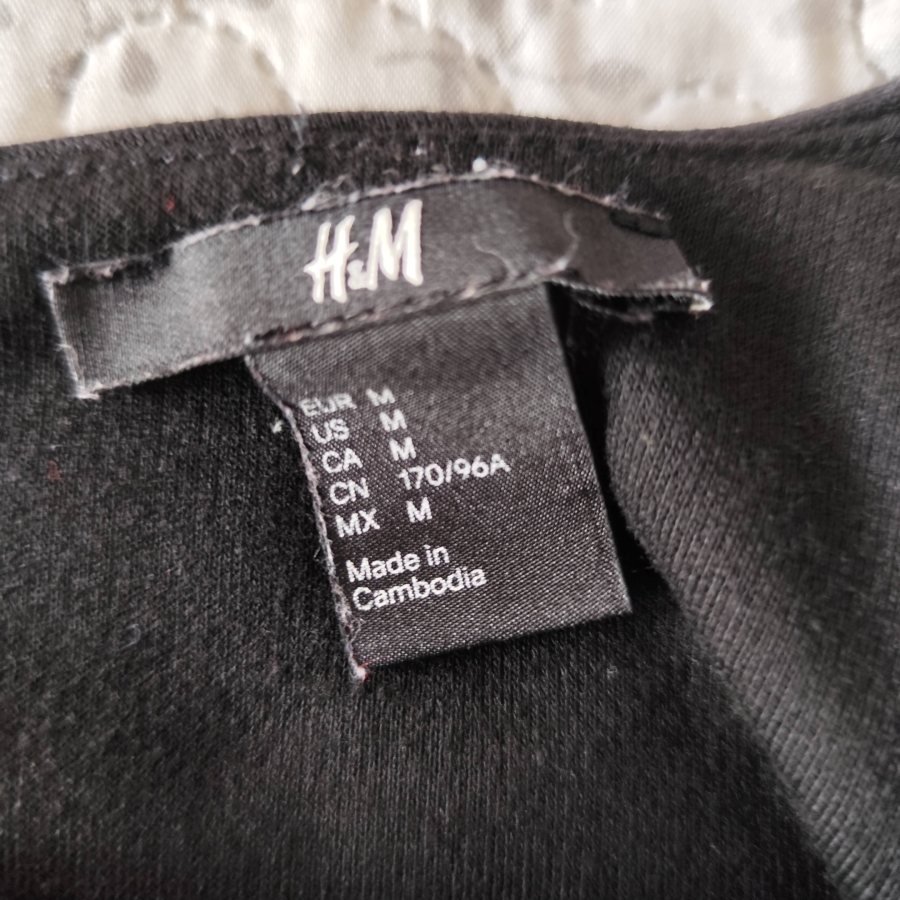 H&M
EUR M
US M
CA M
CN 170/96A
MX M
Made in
Cambodia